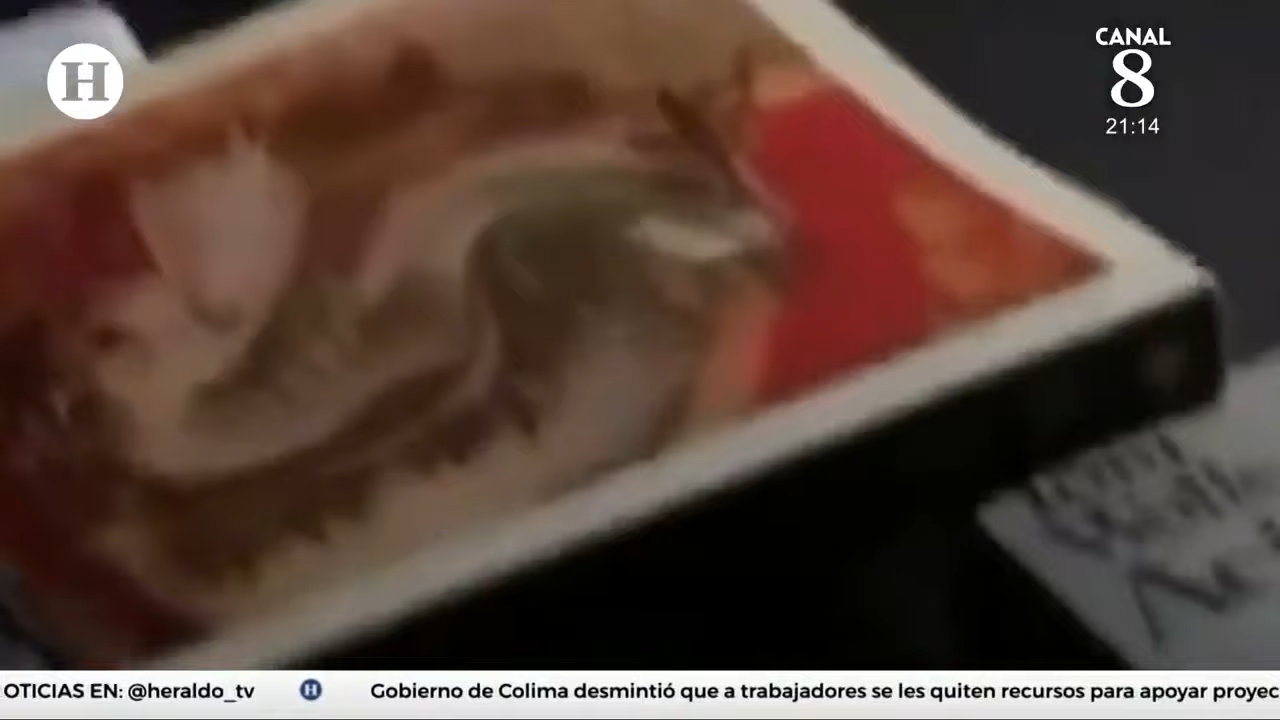 H
CANAL
8
21:14
OTICIAS EN: @heraldo_tv
H
Gobierno de Colima desmintió que a trabajadores se les quiten recursos para apoyar proyec